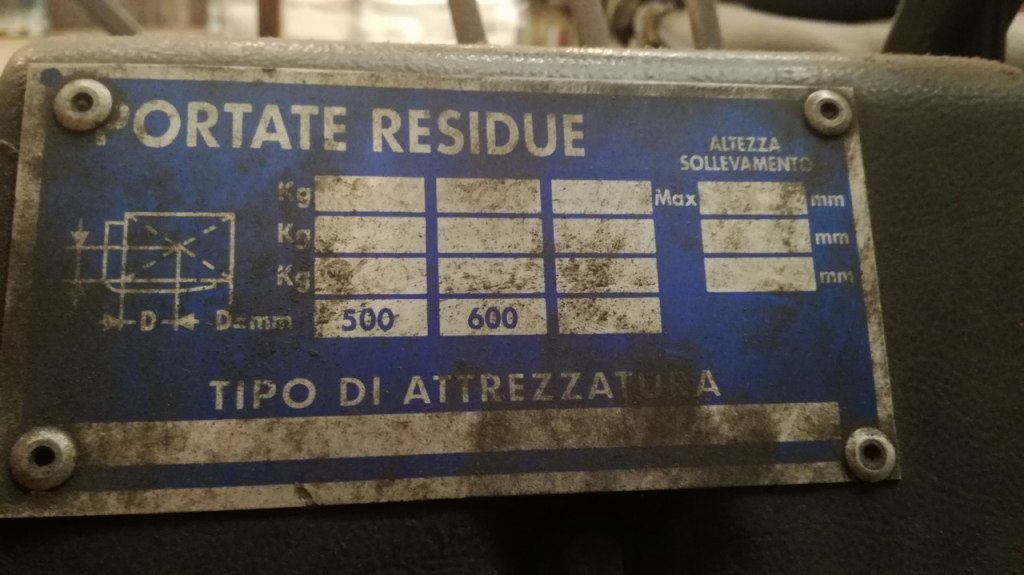 PORTATE RESIDUE
ALTEZZA
SOLLEVAMENTO
Kg Max mm
Kg mm
Kg mm
D D=mm 500 600
TIPO DI ATTREZZATURA